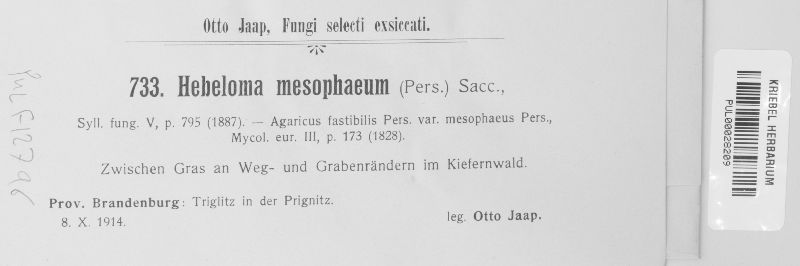 Otto Jaap, Fungi selecti exsiccati.
733. Hebeloma mesophaeum (Pers.) Sacc.,
Syll. fung. V, p. 795 (1887). — Agaricus fastibilis Pers. var. mesophaeus Pers.,
Mycol. eur. III, p. 173 (1828).
Zwischen Gras an Weg- und Grabenrändern im Kiefernwald.
Prov. Brandenburg: Triglitz in der Prignitz.
8. X. 1914.
leg. Otto Jaap.
PUL F12796
KRIEBEL HERBARIUM
PUL00028209